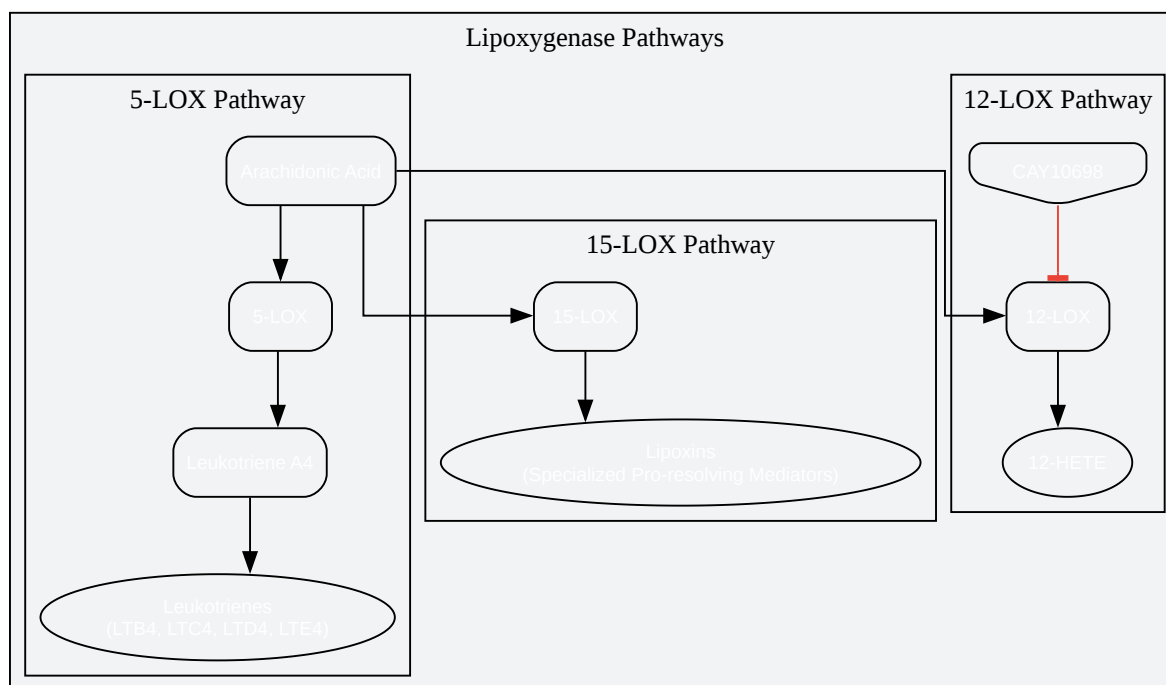 Lipoxygenase Pathways
5-LOX Pathway
Arachidonic Acid
5-LOX
Leukotriene A4
Leukotrienes
(LTB4, LTC4, LTD4, LTE4)
15-LOX Pathway
15-LOX
Lipoxins
(Specialized Pro-resolving Mediators)
12-LOX Pathway
CAY10698
12-LOX
12-HETE